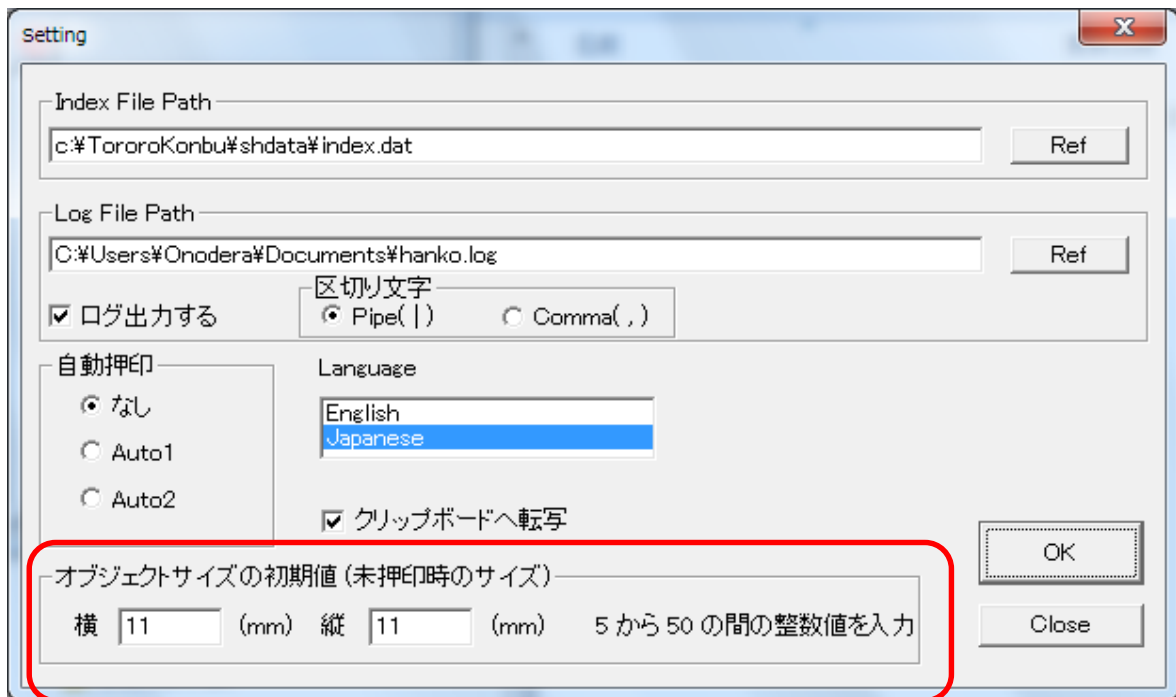 Setting
x
Index File Path
c:¥TororoKonbu¥shdata¥index.dat
Ref
Log File Path
C:¥Users¥Onodera¥Documents¥hanko.log
Ref
ログ出力する
区切り文字
Pipe( | )
Comma( , )
自動押印
なし
Auto1
Auto2
Language
English
Japanese
クリップボードへ転写
オブジェクトサイズの初期値(未押印時のサイズ)
横 11 (mm) 縦 11 (mm) 5 から 50 の間の整数値を入力
OK
Close